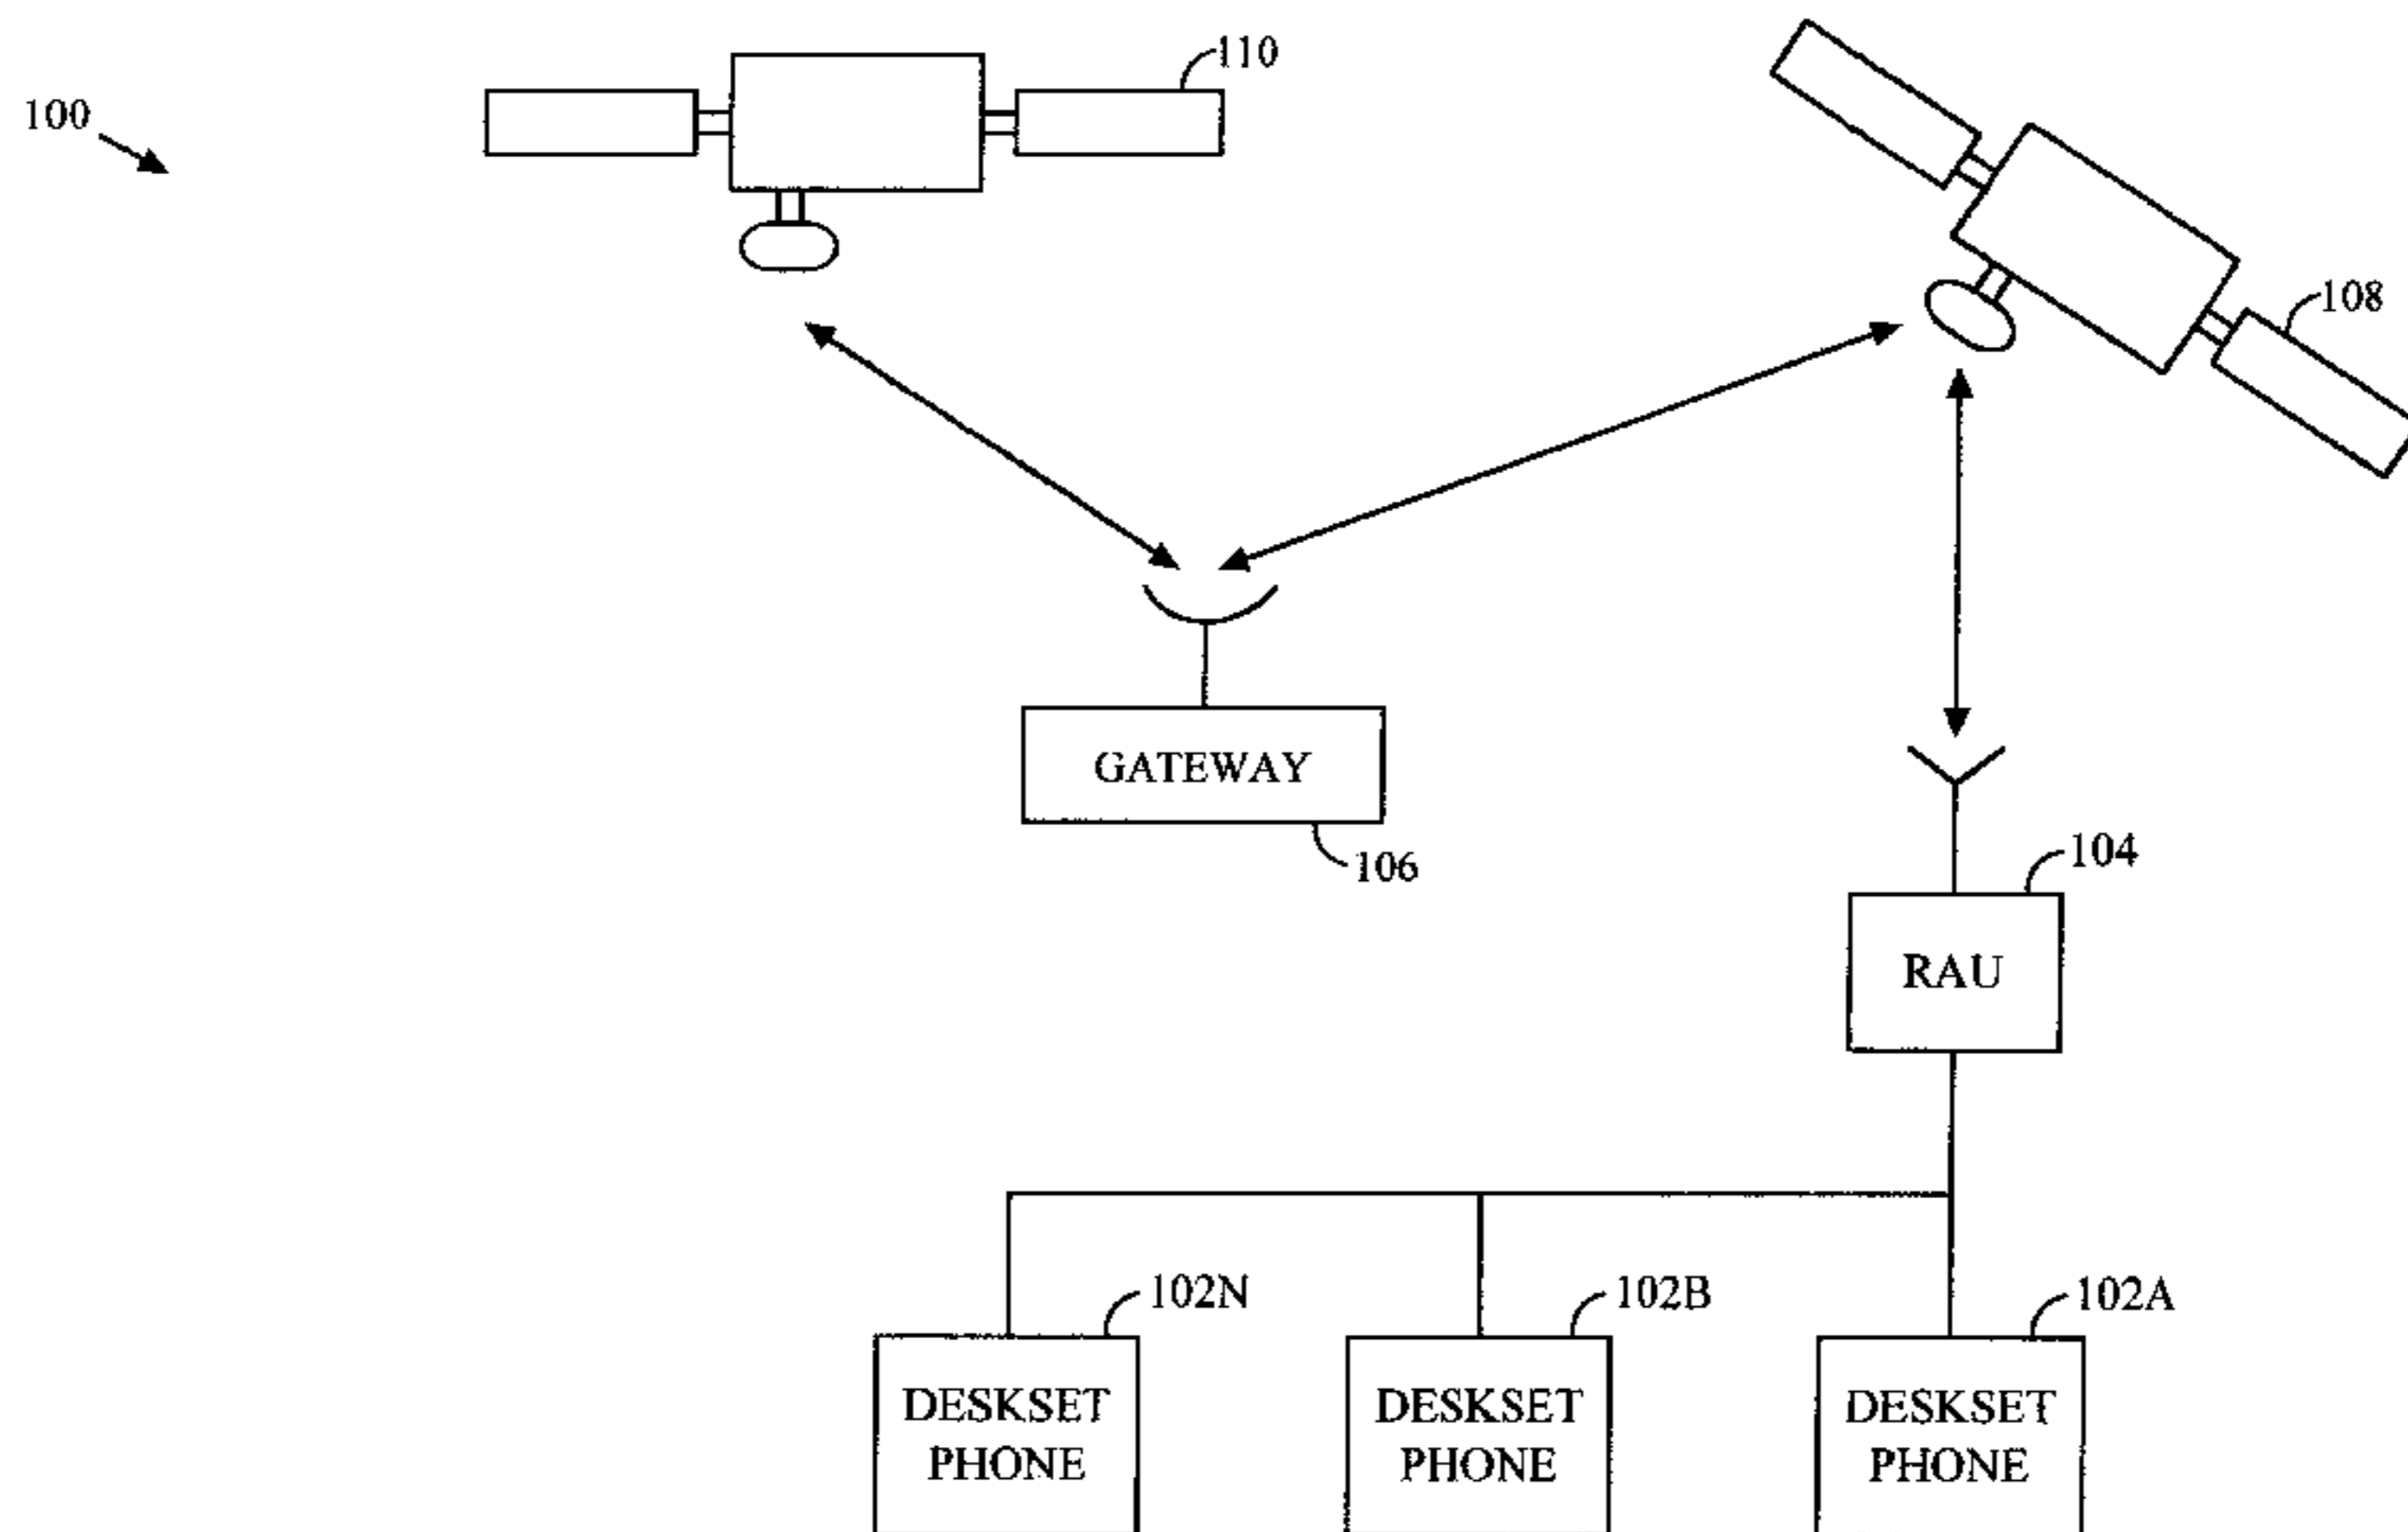 110
100
108
GATEWAY
106
104
RAU
102N
102B
102A
DESKSET
PHONE
DESKSET
PHONE
DESKSET
PHONE